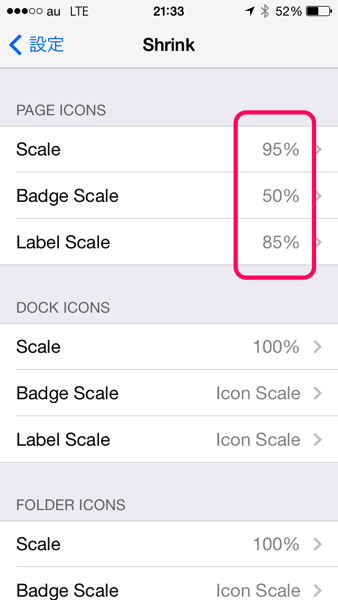 au LTE 21:33 52%
設定 Shrink
PAGE ICONS
Scale 95%
Badge Scale 50%
Label Scale 85%
DOCK ICONS
Scale 100%
Badge Scale Icon Scale
Label Scale Icon Scale
FOLDER ICONS
Scale 100%
Badge Scale Icon Scale